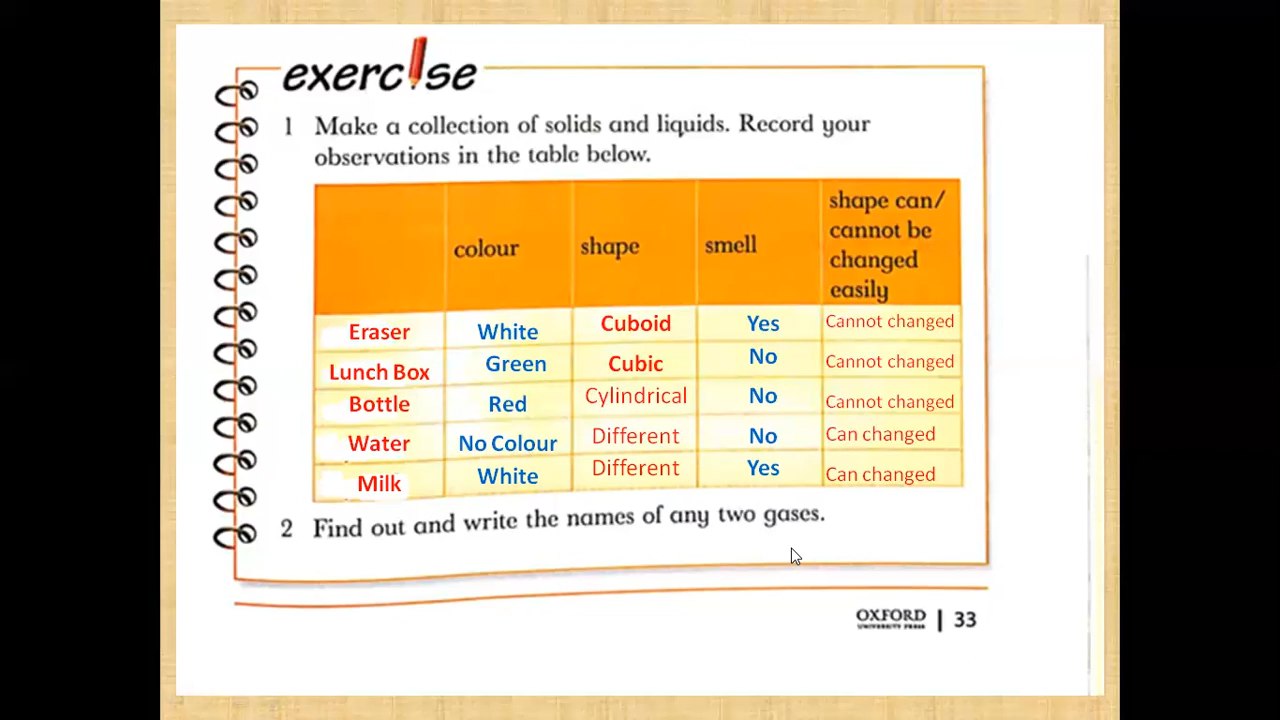 exercise
1 Make a collection of solids and liquids. Record your
observations in the table below.
colour shape smell shape can/
cannot be
changed
easily
Eraser White Cuboid Yes Cannot changed
Lunch Box Green Cubic No Cannot changed
Bottle Red Cylindrical No Cannot changed
Water No Colour Different No Can changed
Milk White Different Yes Can changed
2 Find out and write the names of any two gases.
OXFORD
UNIVERSITY PRESS
33